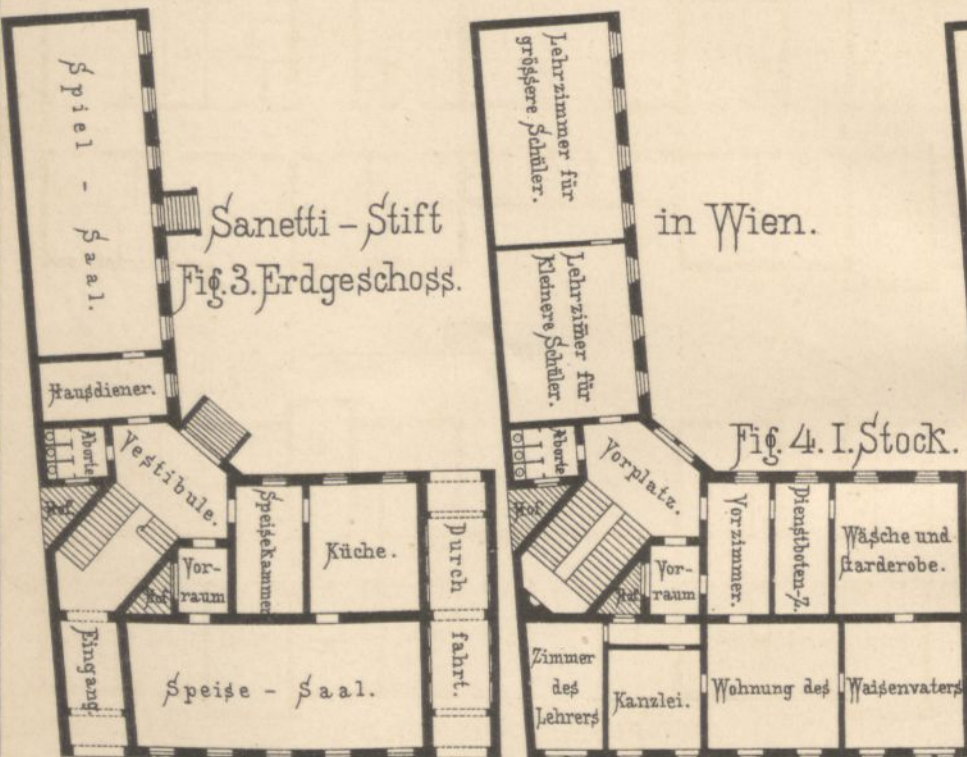 Sanetti - Stift
in Wien.
Fig. 3. Erdgeschoss.
Spiel - Saal.
Hausdiener.
Aborte
Vestibule.
Hof
Hof
Vor-
raum
Speisekammer
Küche.
Durch
fahrt.
Eingang
Speise - Saal.
Fig. 4. I. Stock.
Lehrzimmer für
grössere Schüler.
Lehrzim̄er für
Kleinere Schüler.
Aborte
Vorplatz.
Hof
Hof
Vor-
raum
Vorzimmer.
Dienstboten-Z.
Wäsche und
Garderobe.
Zimmer
des
Lehrers
Kanzlei.
Wohnung des
Waisenvaters